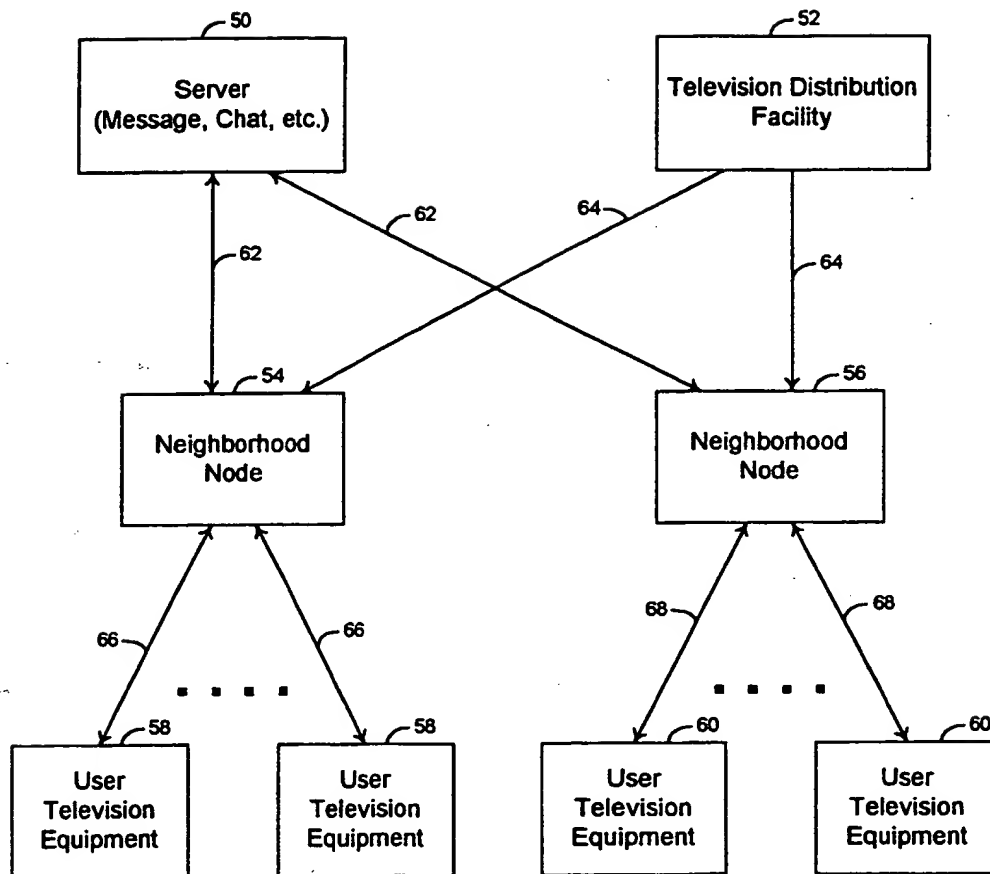 50
52
Server
(Message, Chat, etc.)
Television Distribution
Facility
62
64
62
64
54
56
Neighborhood
Node
Neighborhood
Node
66
66
68
68
58
58
60
60
User
Television
Equipment
User
Television
Equipment
User
Television
Equipment
User
Television
Equipment